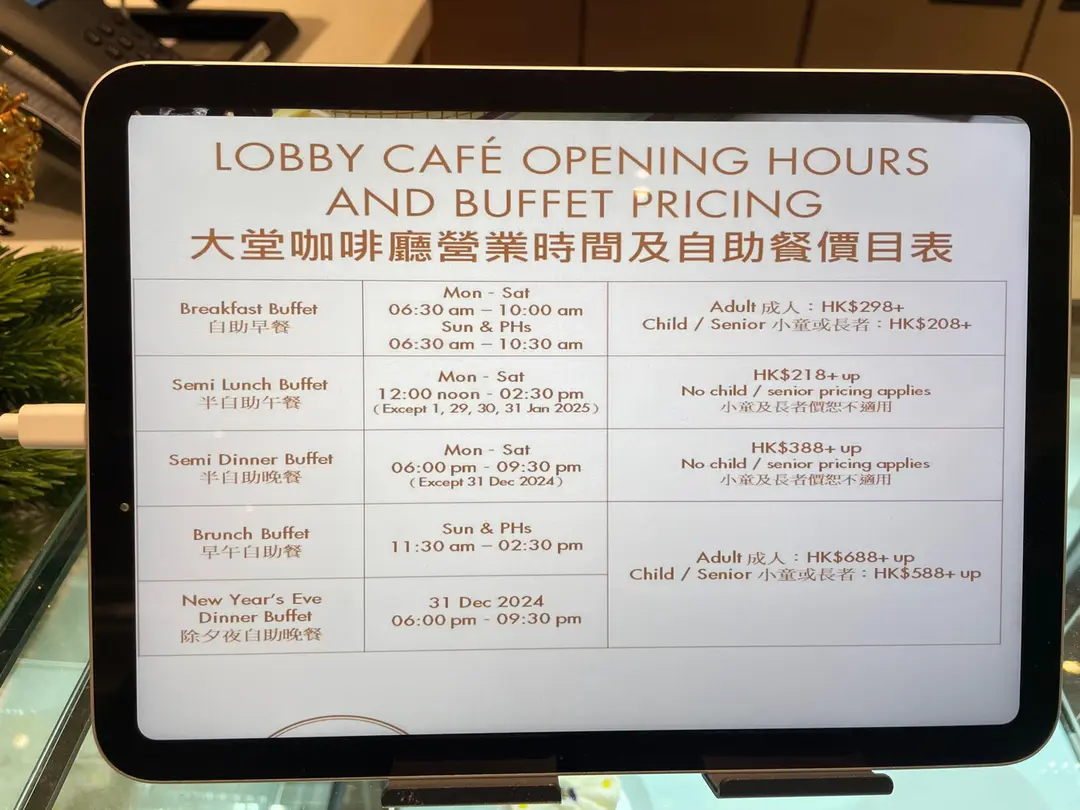 LOBBY CAFÉ OPENING HOURS
AND BUFFET PRICING
大堂咖啡廳營業時間及自助餐價目表
Breakfast Buffet
自助早餐
Mon - Sat
06:30 am – 10:00 am
Sun & PHs
06:30 am – 10:30 am
Adult 成人：HK$298+
Child / Senior 小童或長者：HK$208+
Semi Lunch Buffet
半自助午餐
Mon - Sat
12:00 noon - 02:30 pm
(Except 1, 29, 30, 31 Jan 2025)
HK$218+ up
No child / senior pricing applies
小童及長者價恕不適用
Semi Dinner Buffet
半自助晚餐
Mon - Sat
06:00 pm - 09:30 pm
(Except 31 Dec 2024)
HK$388+ up
No child / senior pricing applies
小童及長者價恕不適用
Brunch Buffet
早午自助餐
Sun & PHs
11:30 am – 02:30 pm
Adult 成人：HK$688+ up
Child / Senior 小童或長者：HK$588+ up
New Year's Eve
Dinner Buffet
除夕夜自助晚餐
31 Dec 2024
06:00 pm - 09:30 pm